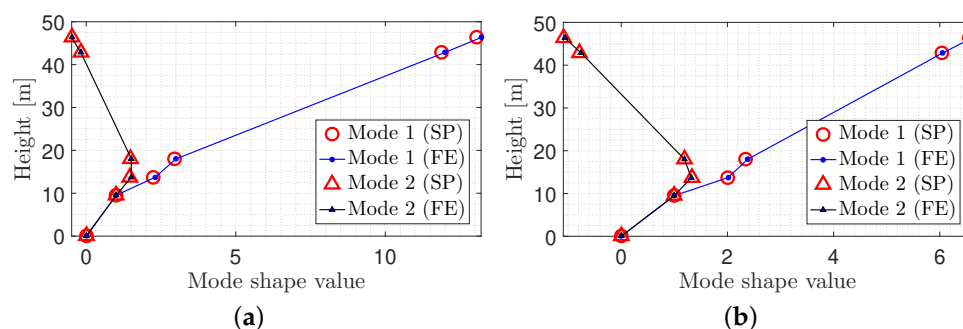 50
40
30
20
10
0
Height [m]
0 5 10
Mode shape value
Mode 1 (SP)
Mode 1 (FE)
Mode 2 (SP)
Mode 2 (FE)
(a)
50
40
30
20
10
0
Height [m]
0 2 4 6
Mode shape value
Mode 1 (SP)
Mode 1 (FE)
Mode 2 (SP)
Mode 2 (FE)
(b)